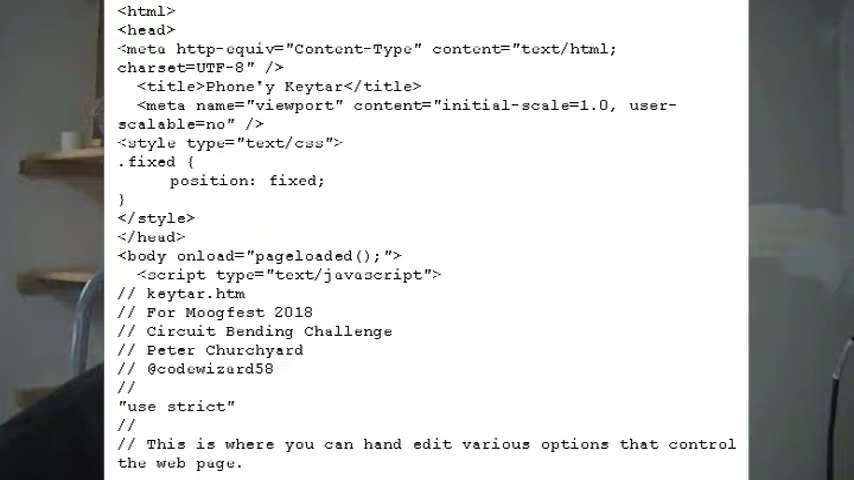 <html>
<head>
<meta http-equiv="Content-Type" content="text/html;
charset=UTF-8" />
<title>Phone'y Keytar</title>
<meta name="viewport" content="initial-scale=1.0, user-
scalable=no" />
<style type="text/css">
.fixed {
position: fixed;
}
</style>
</head>
<body onload="pageloaded();">
<script type="text/javascript">
// keytar.htm
// For Moogfest 2018
// Circuit Bending Challenge
// Peter Churchyard
// @codewizard58
//
"use strict"
//
// This is where you can hand edit various options that control
the web page.